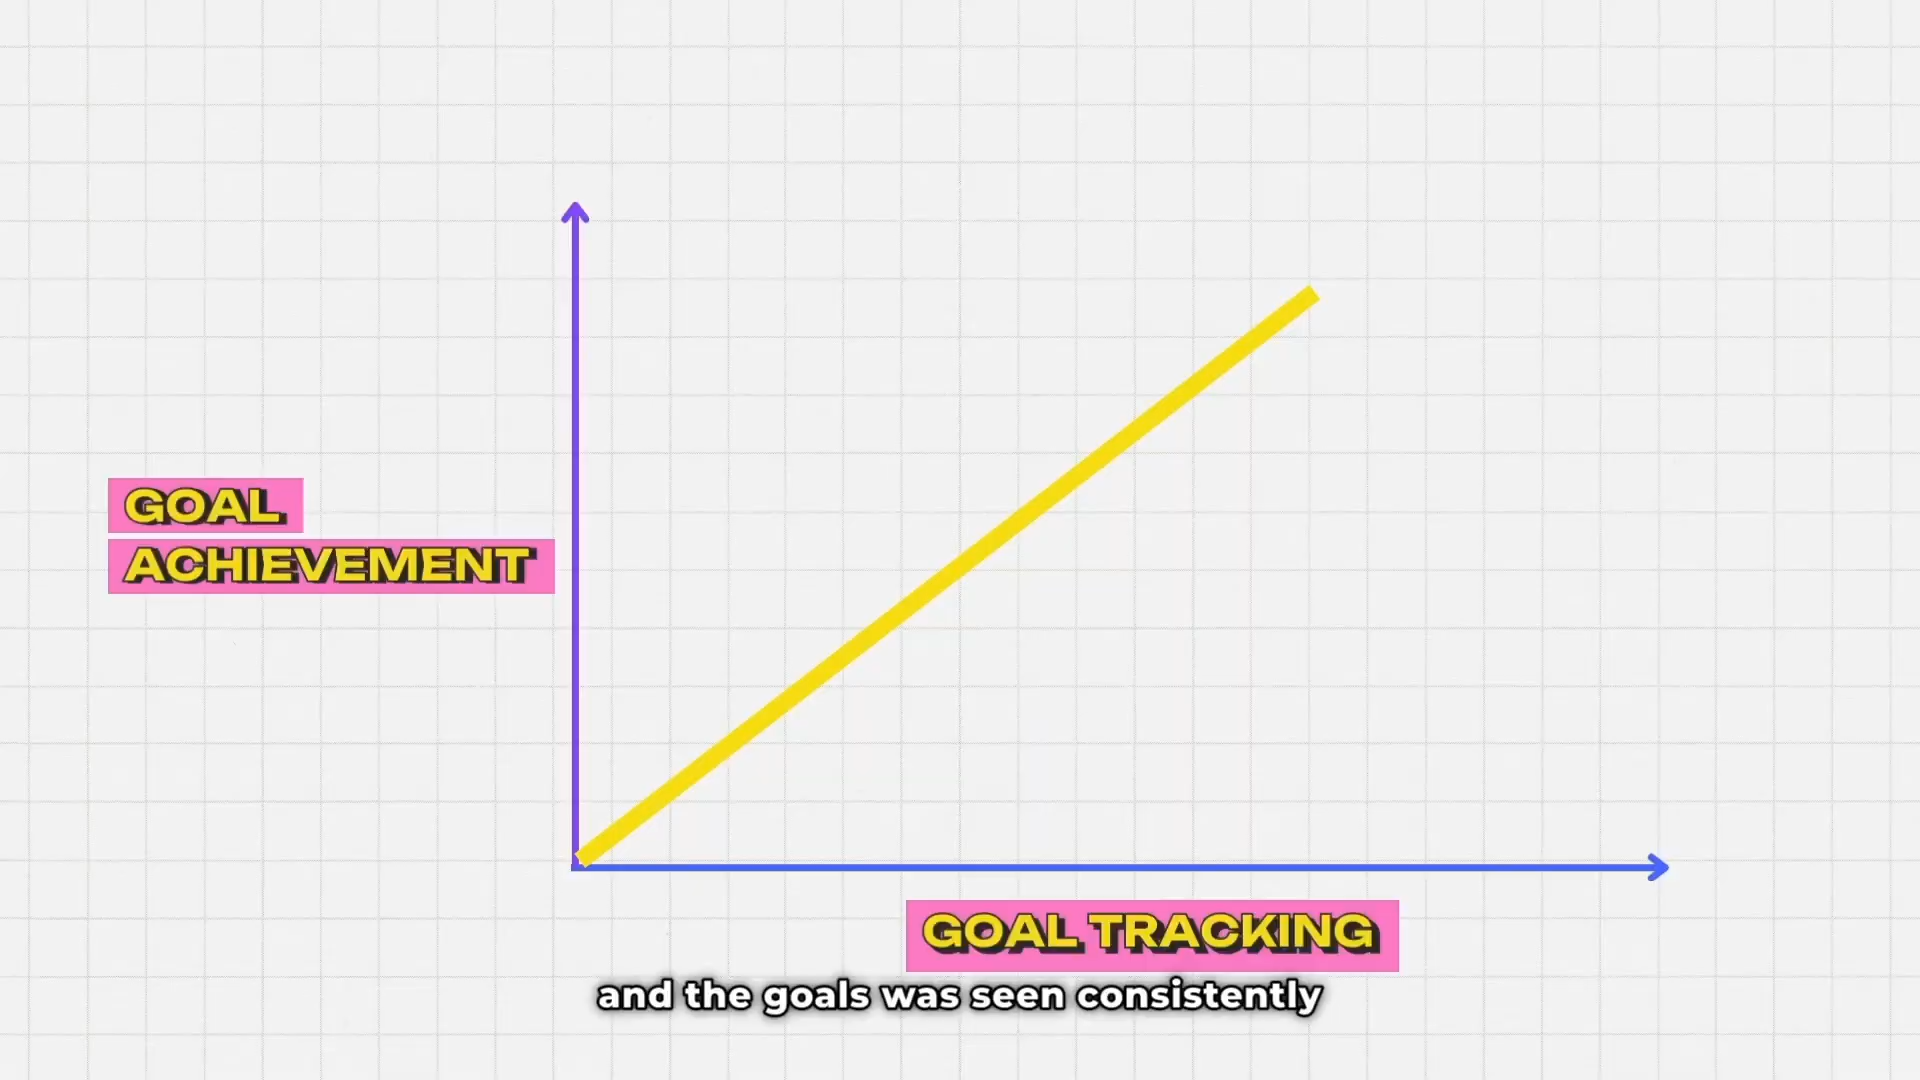 GOAL
ACHIEVEMENT
GOAL TRACKING
and the goals was seen consistently